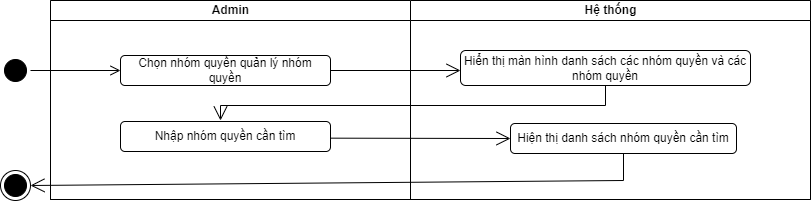 Admin
Hệ thống
Chọn nhóm quyền quản lý nhóm
quyền
Hiển thị màn hình danh sách các nhóm quyền và các
nhóm quyền
Nhập nhóm quyền cần tìm
Hiện thị danh sách nhóm quyền cần tìm